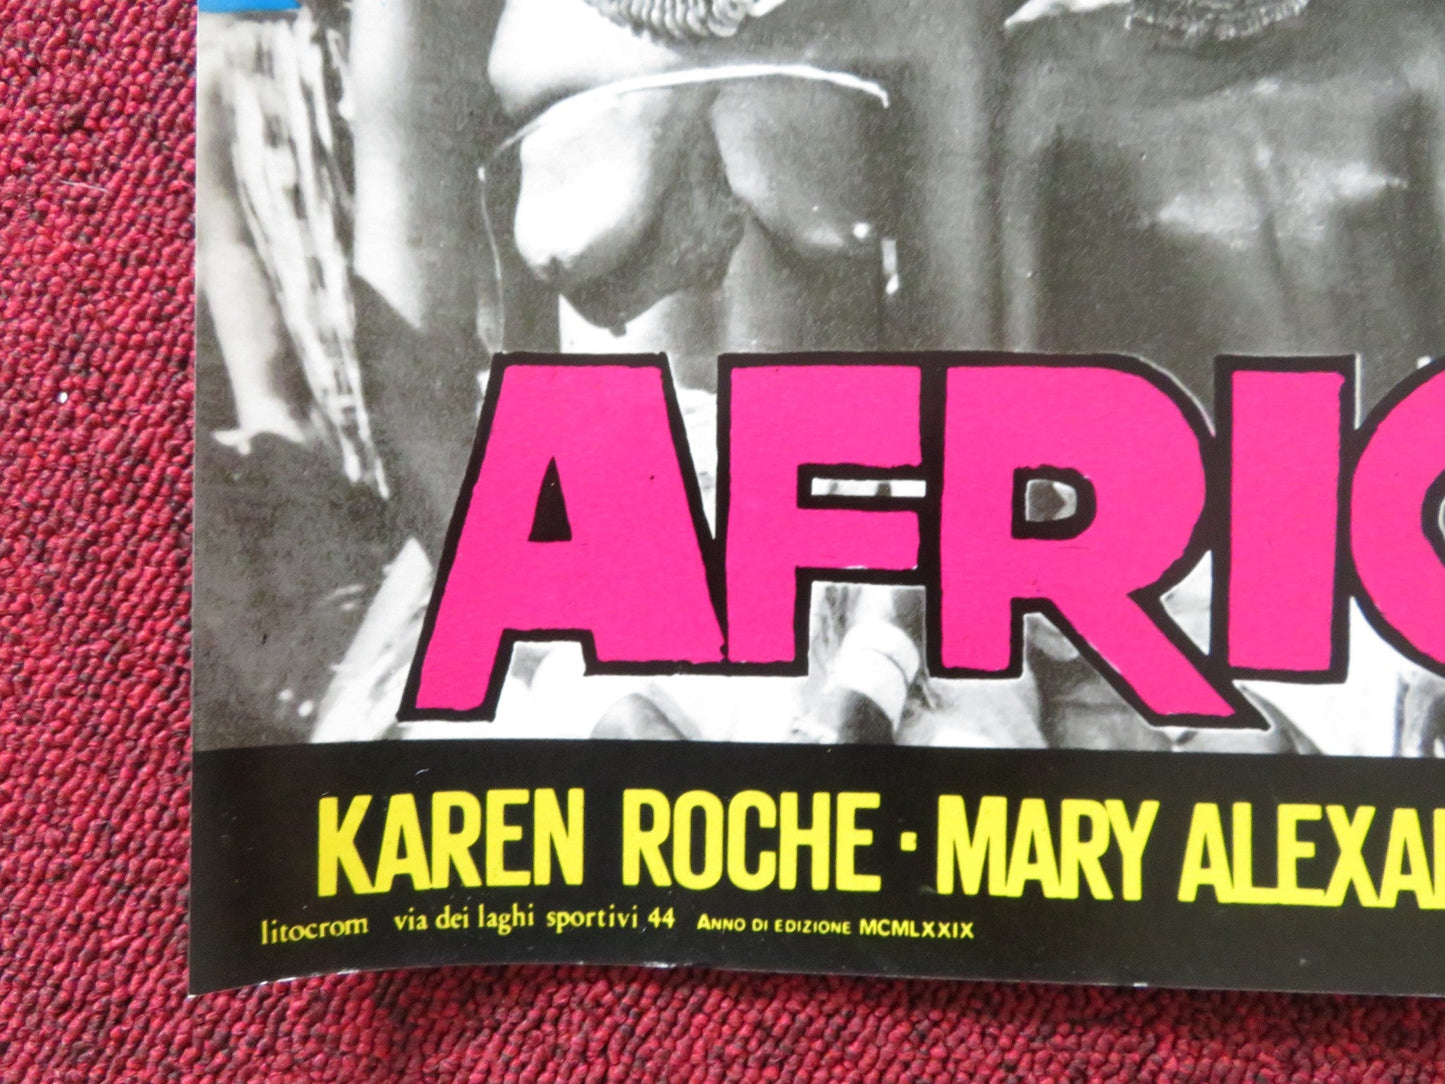 AFRIC
KAREN ROCHE · MARY ALEXA
litocrom via dei laghi sportivi 44 ANNO DI EDIZIONE MCMLXXIX